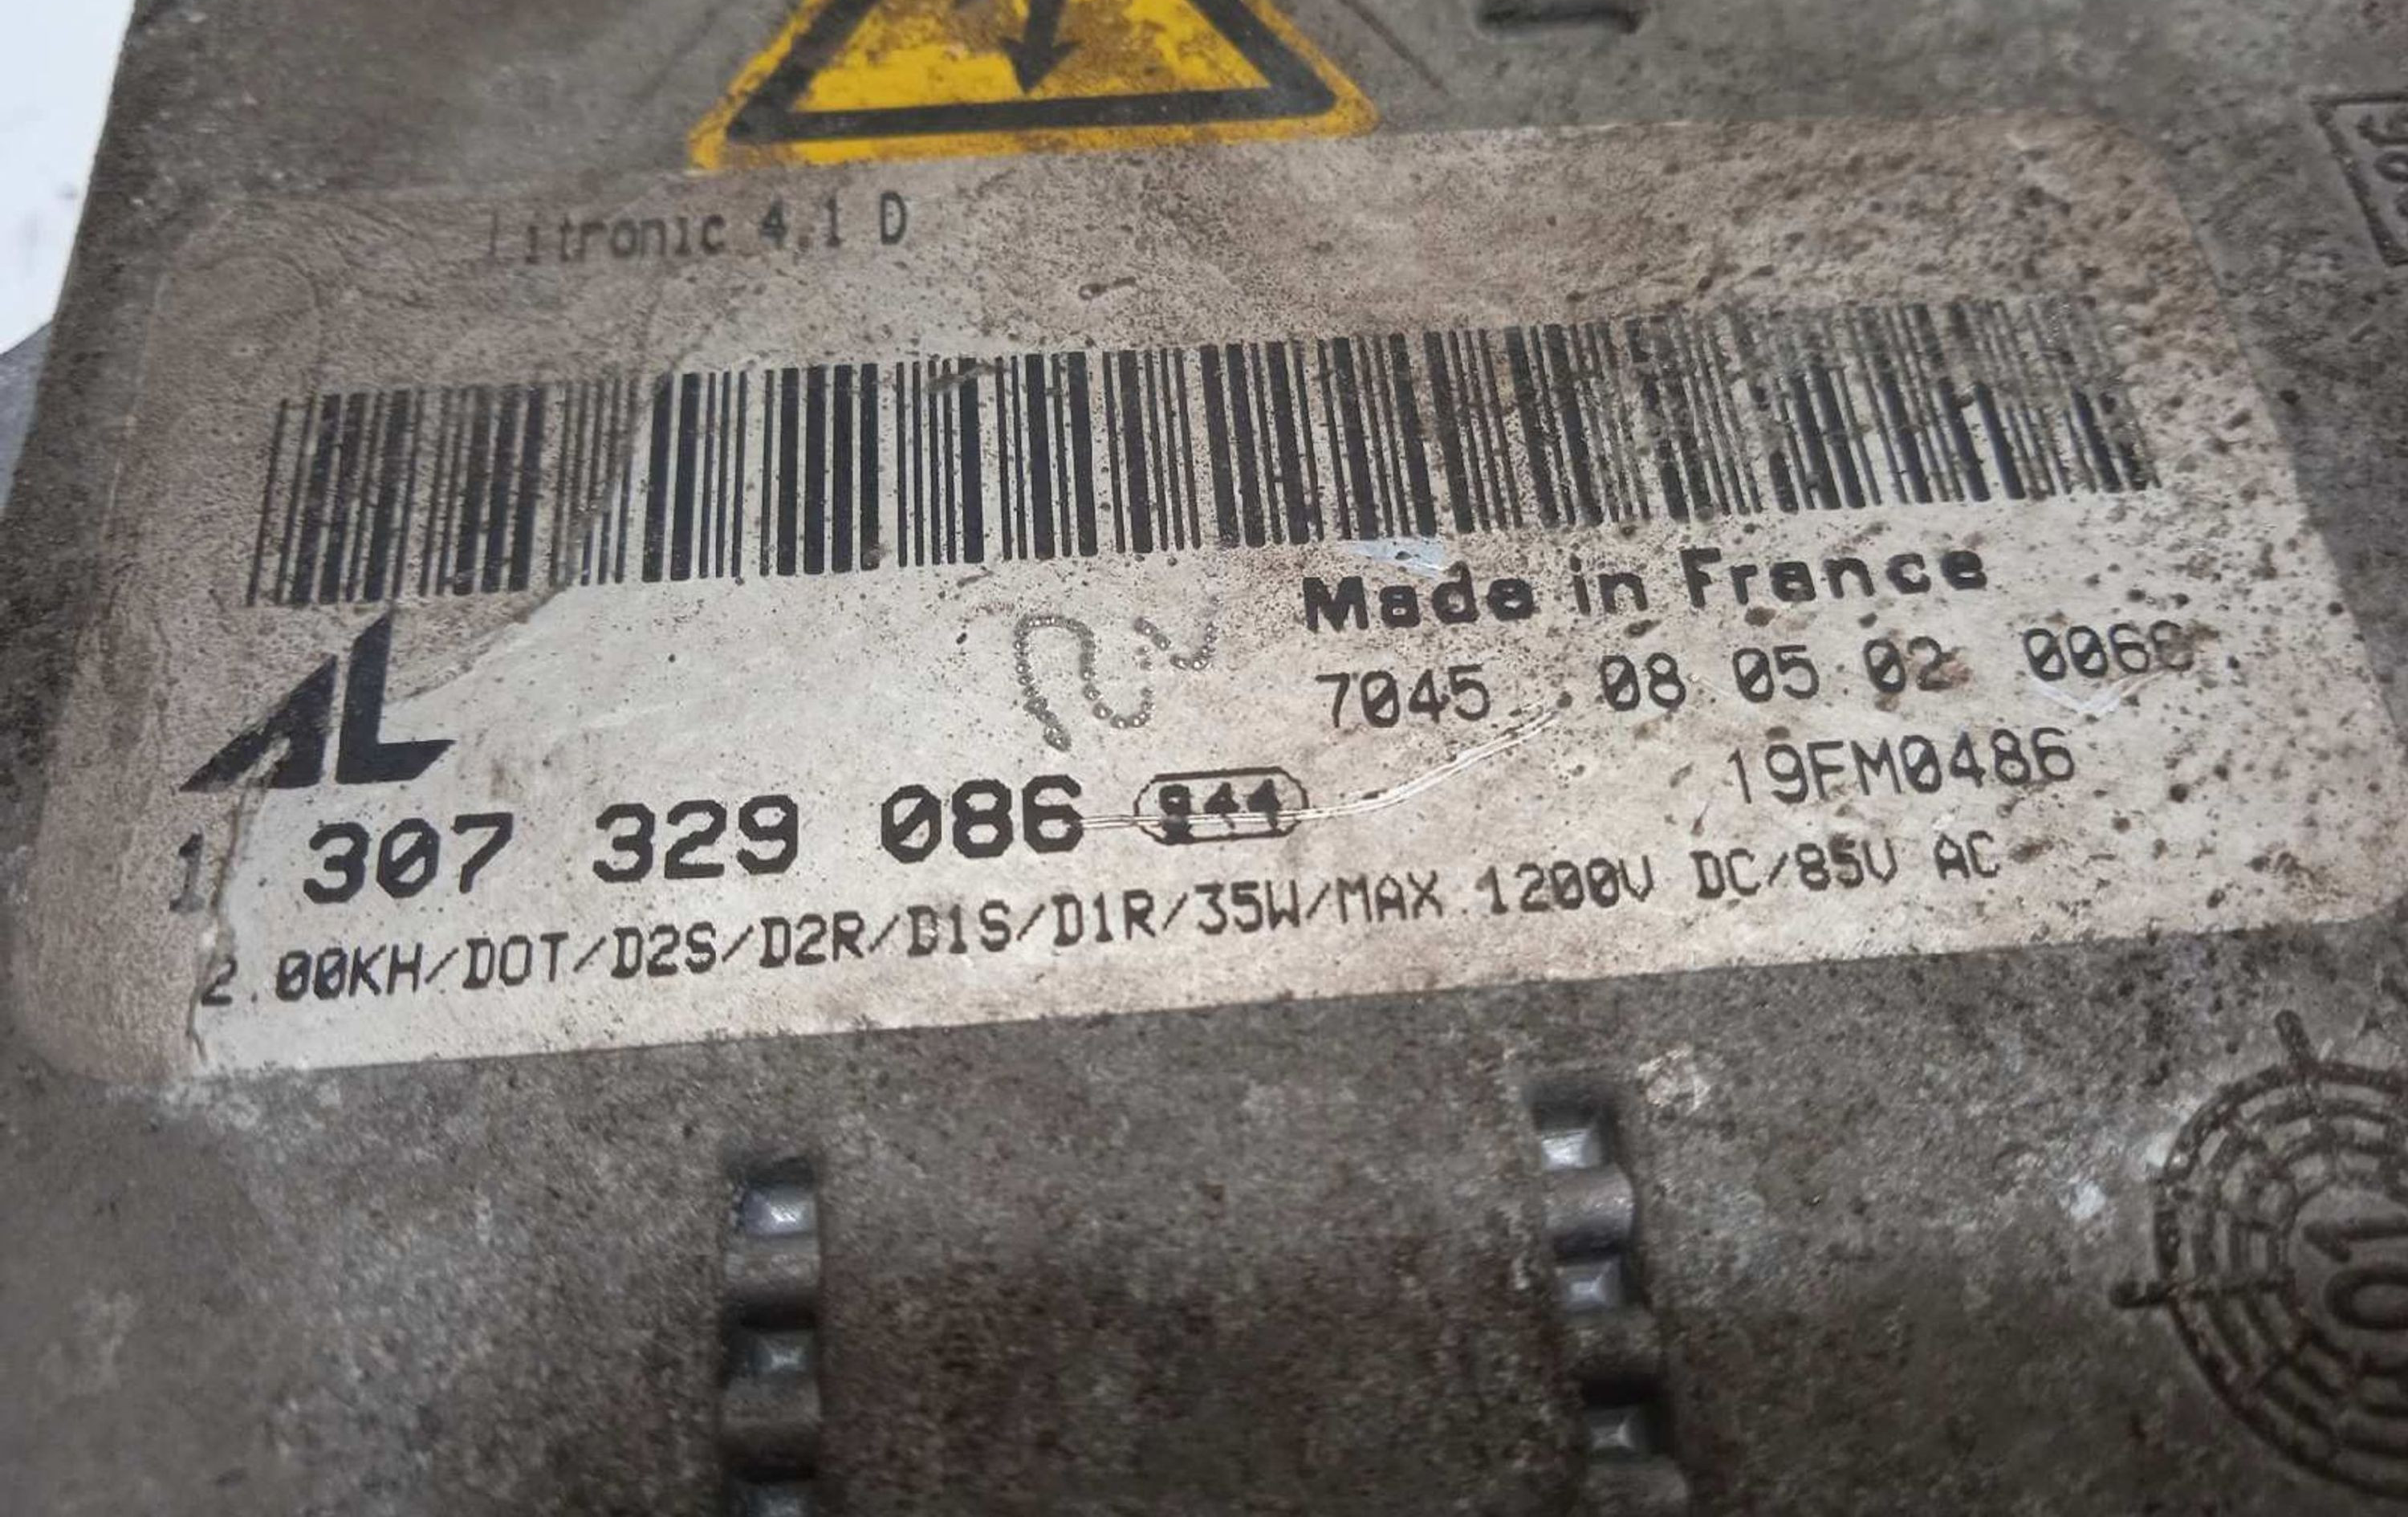 Litronic 4.1 D
Made in France
7045 08 05 02
19FM0486
AL
1 307 329 086 944
2.00KH/DOT/D2S/D2R/D1S/D1R/35W/MAX 1200V DC/85V AC
10